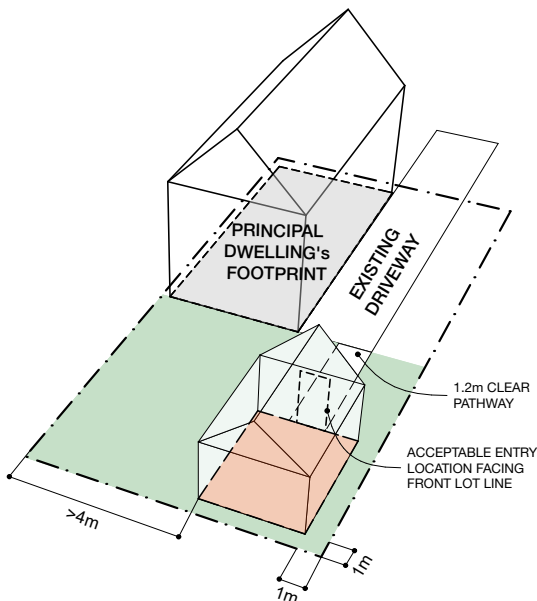 PRINCIPAL
DWELLING's
FOOTPRINT
EXISTING
DRIVEWAY
1.2m CLEAR
PATHWAY
ACCEPTABLE ENTRY
LOCATION FACING
FRONT LOT LINE
>4m
1m
1m